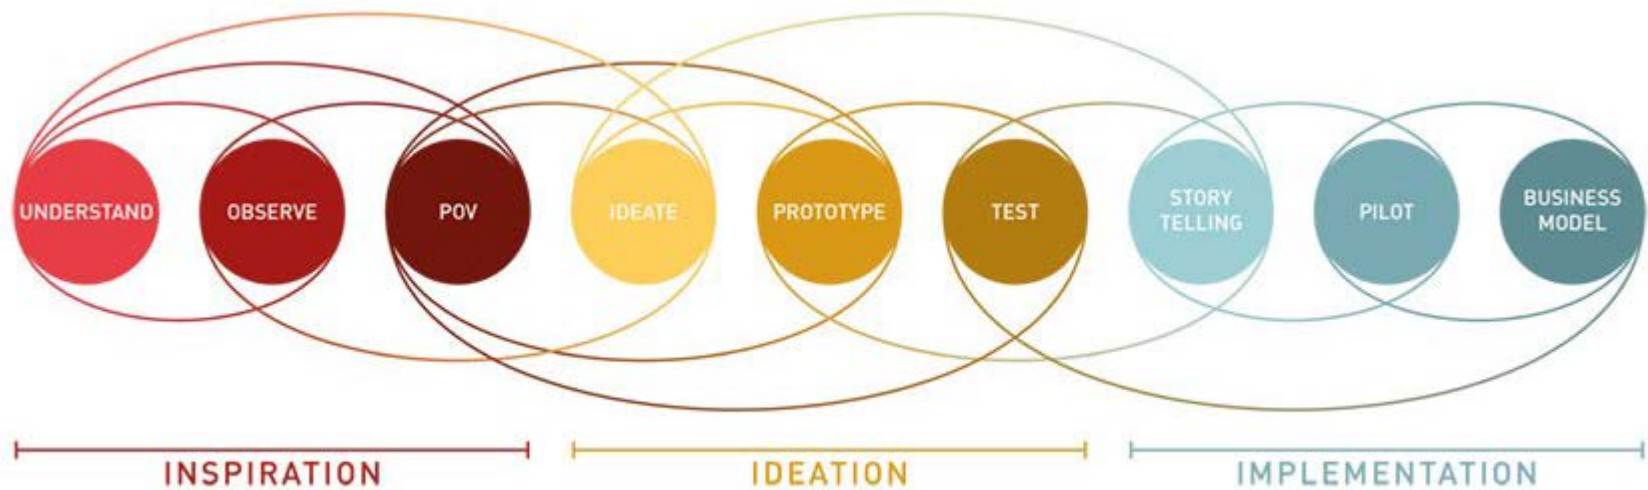 UNDERSTAND
OBSERVE
POV
IDEATE
PROTOTYPE
TEST
STORY
TELLING
PILOT
BUSINESS
MODEL
INSPIRATION
IDEATION
IMPLEMENTATION